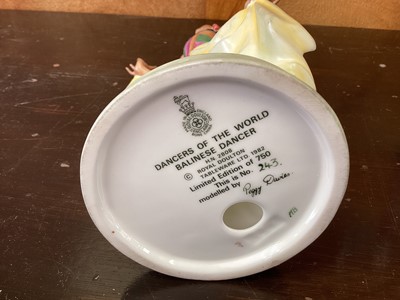 DANCERS OF THE WORLD
BALINESE DANCER
H.N. 2808
© ROYAL DOULTON
TABLEWARE LTD. 1982
Limited Edition of 750
This is No. 243.
modelled by Peggy Davies